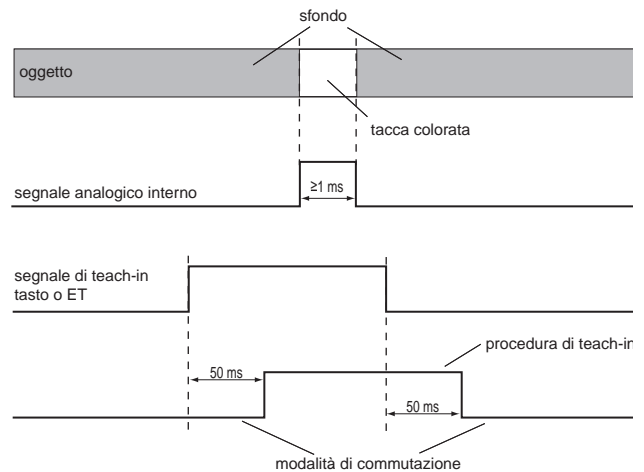 sfondo
oggetto
tacca colorata
segnale analogico interno
≥1 ms
segnale di teach-in
tasto o ET
procedura di teach-in
50 ms
50 ms
modalità di commutazione